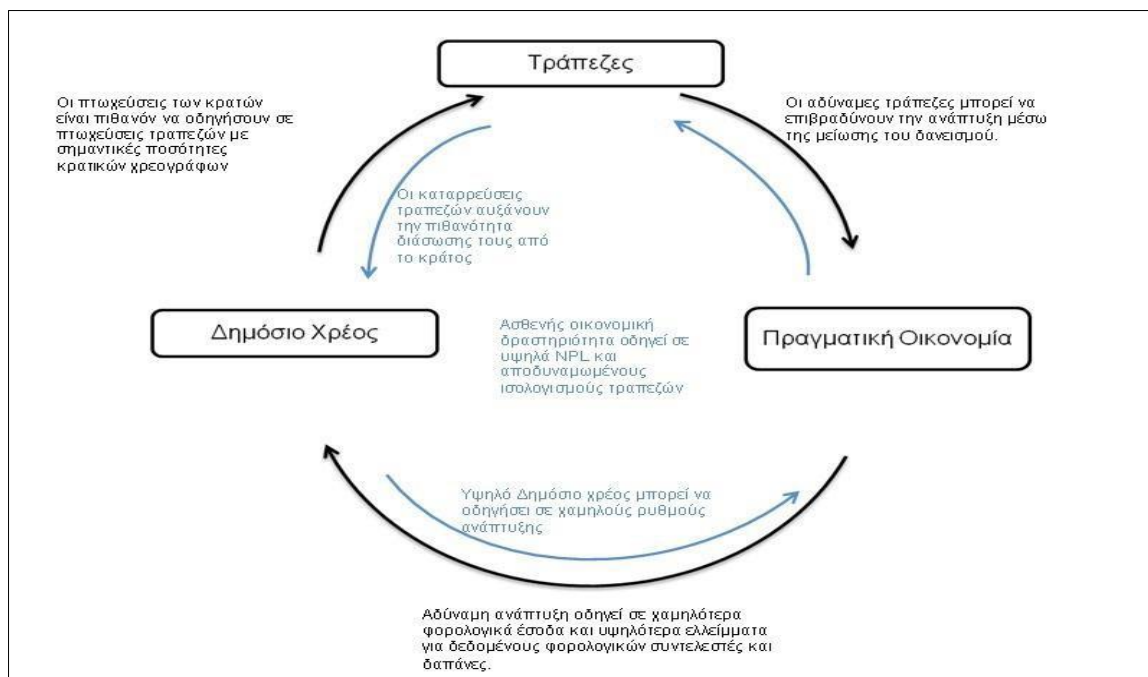 Τράπεζες
Οι πτωχεύσεις των κρατών
είναι πιθανόν να οδηγήσουν σε
πτωχεύσεις τραπεζών με
σημαντικές ποσότητες
κρατικών χρεογράφων
Οι αδύναμες τράπεζες μπορεί να
επιβραδύνουν την ανάπτυξη μέσω
της μείωσης του δανεισμού.
Οι καταρρεύσεις
τραπεζών αυξάνουν
την πιθανότητα
διάσωσης τους από
το κράτος
Δημόσιο Χρέος
Ασθενής οικονομική
δραστηριότητα οδηγεί σε
υψηλά NPL και
αποδυναμωμένους
ισολογισμούς τραπεζών
Πραγματική Οικονομία
Υψηλό Δημόσιο χρέος μπορεί να
οδηγήσει σε χαμηλούς ρυθμούς
ανάπτυξης
Αδύναμη ανάπτυξη οδηγεί σε χαμηλότερα
φορολογικά έσοδα και υψηλότερα ελλείμματα
για δεδομένους φορολογικών συντελεστές και
δαπάνες.